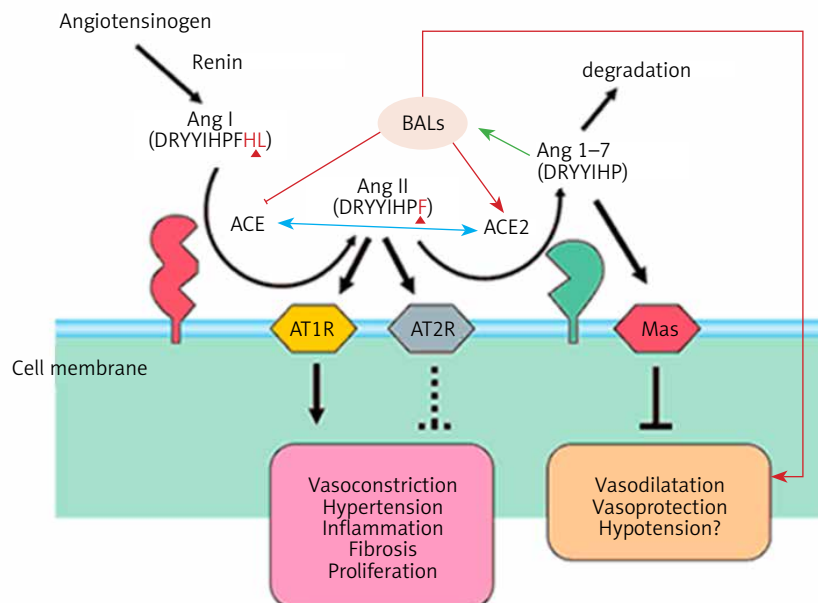 Angiotensinogen
Renin
Ang I
(DRYYIHPFHL)
BALs
degradation
Ang 1–7
(DRYYIHP)
Ang II
(DRYYIHPF)
ACE
ACE2
AT1R
AT2R
Mas
Cell membrane
Vasoconstriction
Hypertension
Inflammation
Fibrosis
Proliferation
Vasodilatation
Vasoprotection
Hypotension?